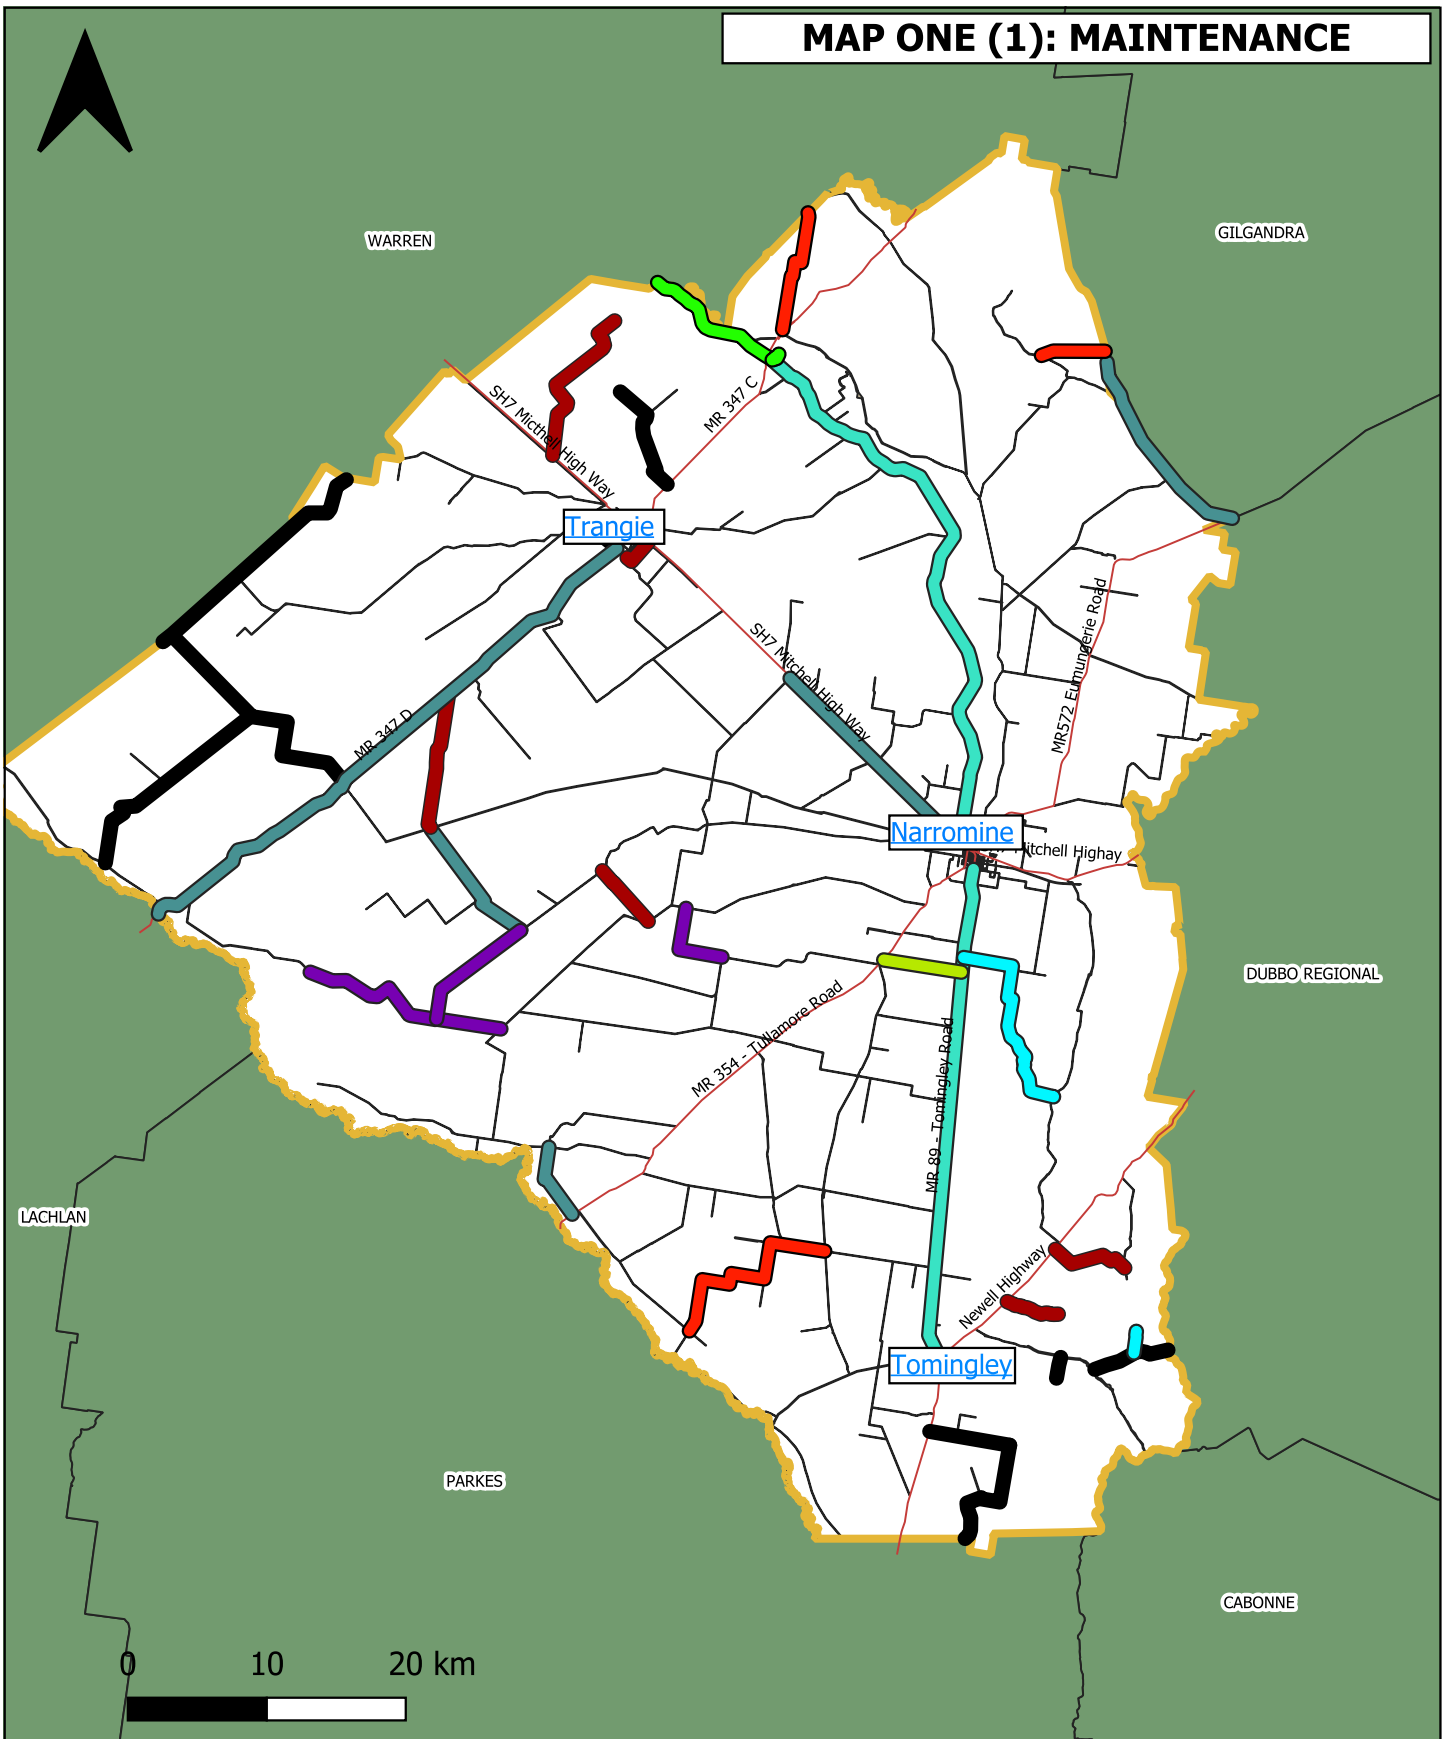 MAP ONE (1): MAINTENANCE
WARREN
GILGANDRA
MR 347 C
SH7 Micthell High Way
Trangie
SH7 Mitchell High Way
MR572 Eumungerie Road
MR 347 D
Narromine
Mitchell Highay
DUBBO REGIONAL
MR 354 - Tullamore Road
MR 89 - Tomingley Road
LACHLAN
Newell Highway
Tomingley
PARKES
CABONNE
0 10 20 km